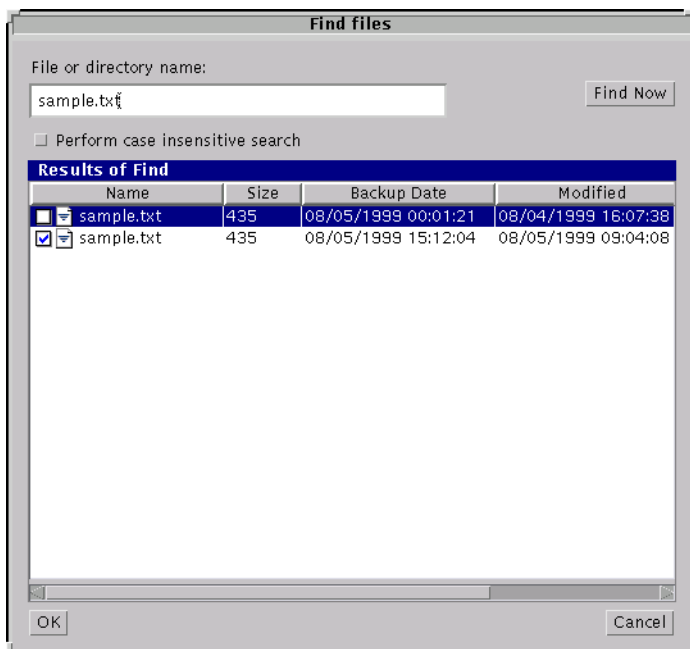 Find files
File or directory name:
sample.txt
Find Now
Perform case insensitive search
Results of Find
Name Size Backup Date Modified
sample.txt 435 08/05/1999 00:01:21 08/04/1999 16:07:38
sample.txt 435 08/05/1999 15:12:04 08/05/1999 09:04:08
OK Cancel